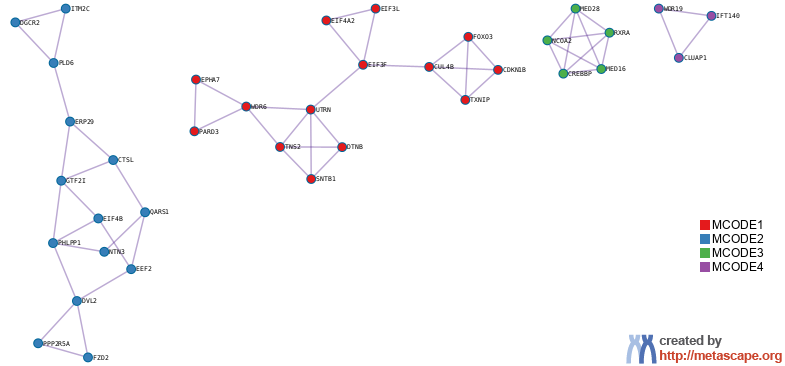 ITM2C
DGCR2
PLD6
ERP29
CTSL
GTF2I
EIF4B
QARS1
PHLPP1
NTN3
EEF2
DVL2
PPP2R5A
FZD2
EIF3L
EIF4A2
EIF3F
FOXO3
CUL4B
CDKN1B
TXNIP
EPHA7
WDR6
PARD3
UTRN
TNS2
DTNB
SNTB1
MED28
RXRA
NCOA2
CREBBP
MED16
WDR19
IFT140
CLUAP1
MCODE1
MCODE2
MCODE3
MCODE4
created by
http://metascape.org